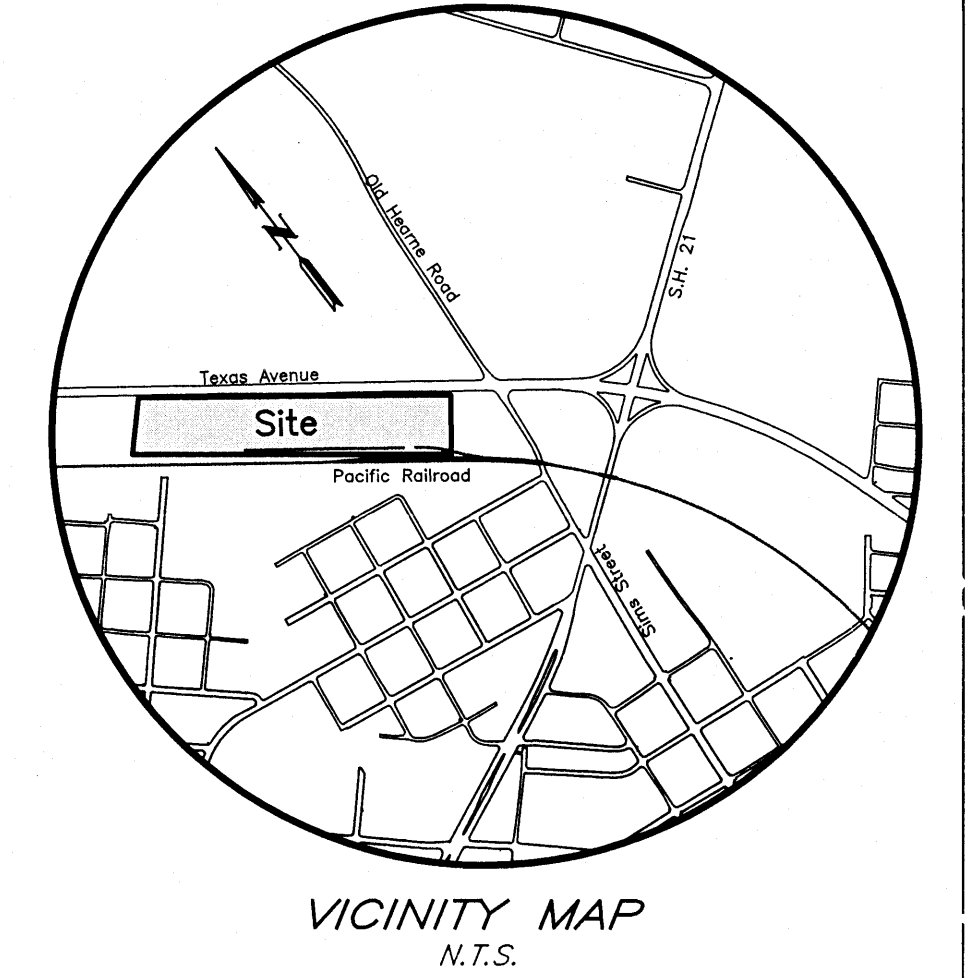 Old Hearne Road
S.H. 21
N
Texas Avenue
Site
Pacific Railroad
Sims Street
VICINITY MAP
N.T.S.